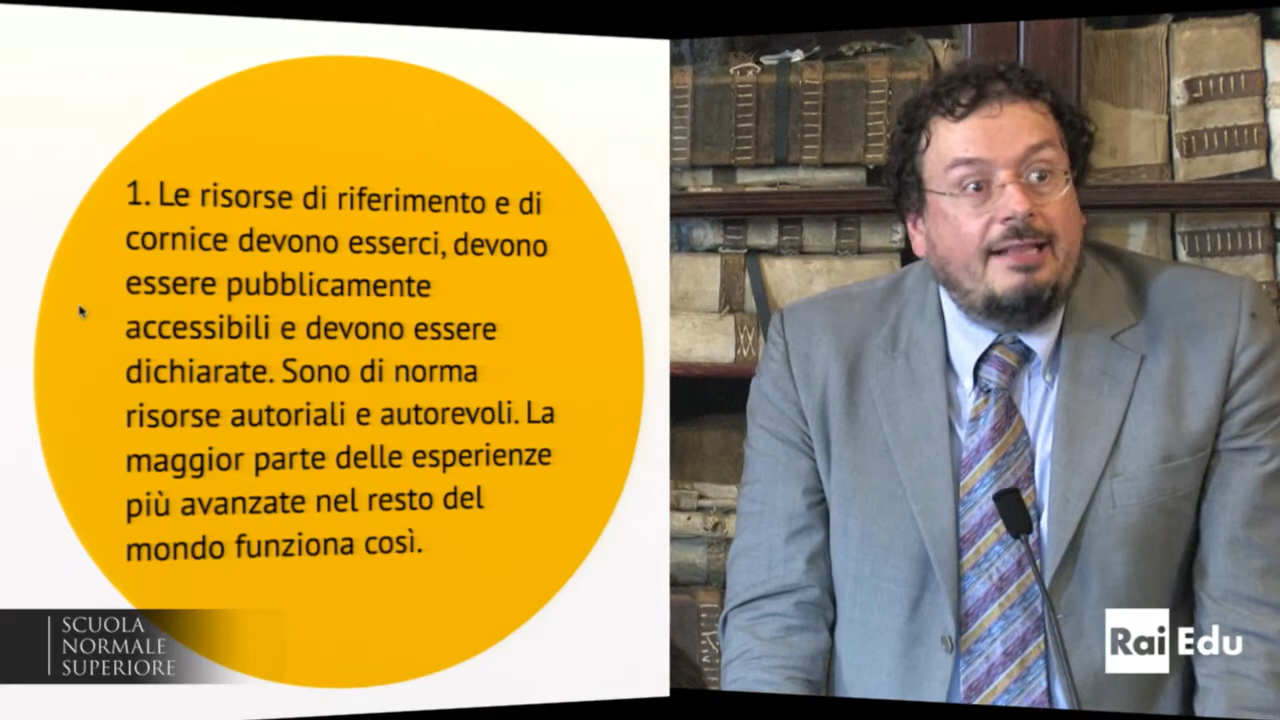 1. Le risorse di riferimento e di
cornice devono esserci, devono
essere pubblicamente
accessibili e devono essere
dichiarate. Sono di norma
risorse autoriali e autorevoli. La
maggior parte delle esperienze
più avanzate nel resto del
mondo funziona così.
SCUOLA
NORMALE
SUPERIORE
Rai Edu